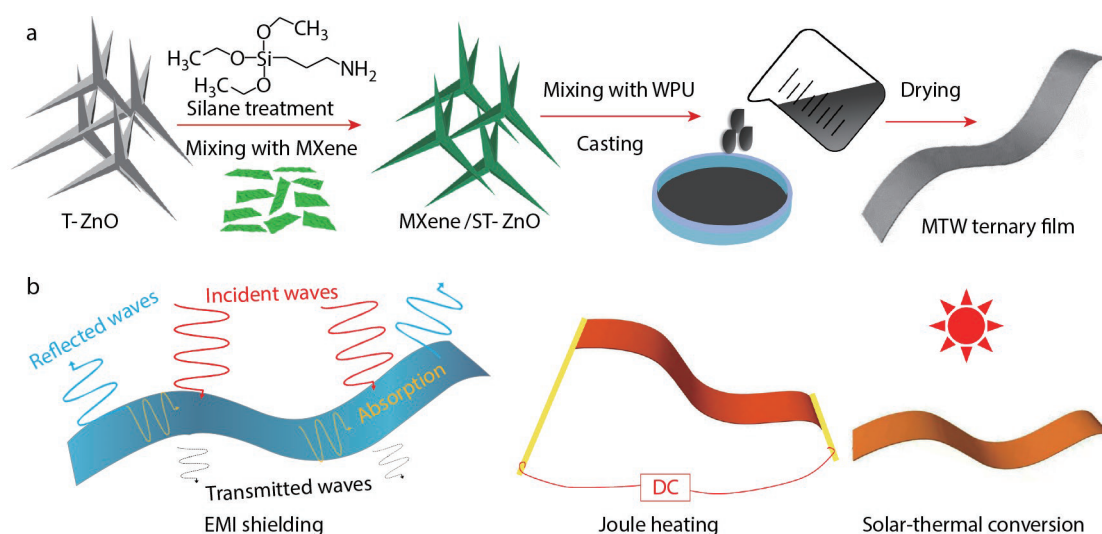 a
O CH₃
H₃C O Si NH₂
H₃C O
Silane treatment
Mixing with MXene
T-ZnO
MXene/ST-ZnO
Mixing with WPU
Casting
Drying
MTW ternary film
b
Reflected waves
Incident waves
Absorption
Transmitted waves
EMI shielding
DC
Joule heating
Solar-thermal conversion